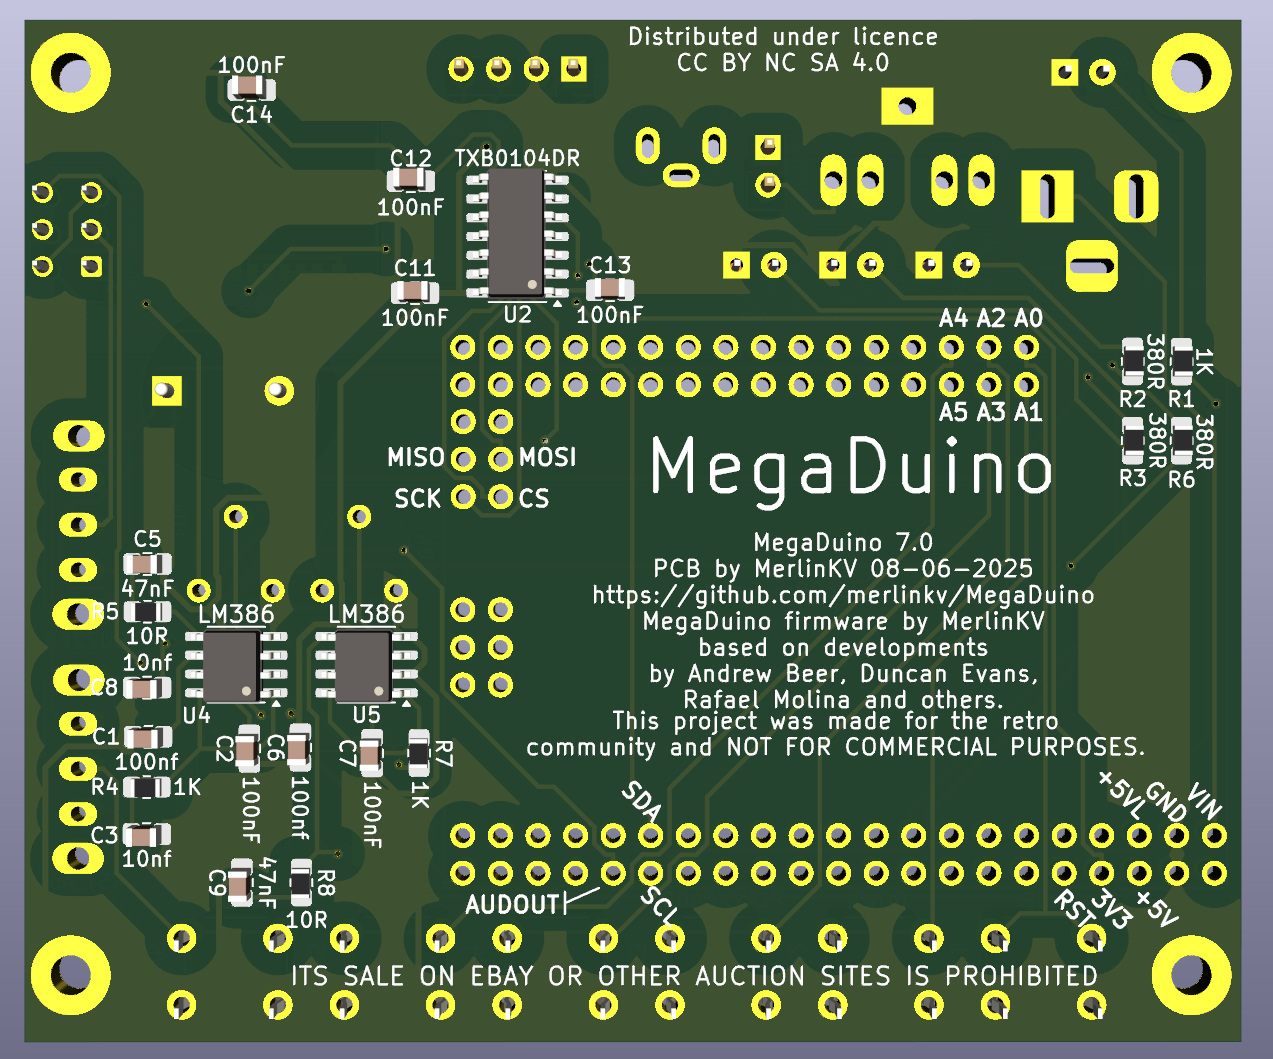 Distributed under licence
CC BY NC SA 4.0
100nF
C14
C12
100nF
TXB0104DR
C11
100nF
U2
C13
100nF
A4 A2 A0
A5 A3 A1
380R
R2
1K
R1
380R
R3
380R
R6
MISO
MOSI
SCK
CS
MegaDuino
MegaDuino 7.0
PCB by MerlinKV 08-06-2025
https://github.com/merlinkv/MegaDuino
MegaDuino firmware by MerlinKV
based on developments
by Andrew Beer, Duncan Evans,
Rafael Molina and others.
This project was made for the retro
community and NOT FOR COMMERCIAL PURPOSES.
C5
47nF
R5
10R
10nf
C8
C1
100nf
R4
1K
C3
10nf
LM386
U4
LM386
U5
C2
100nF
C6
100nf
C7
100nF
R7
1K
C9
47nF
R8
10R
SDA
+5VL
GND
VIN
AUDOUT
SCL
RST
3V3
+5V
ITS SALE ON EBAY OR OTHER AUCTION SITES IS PROHIBITED